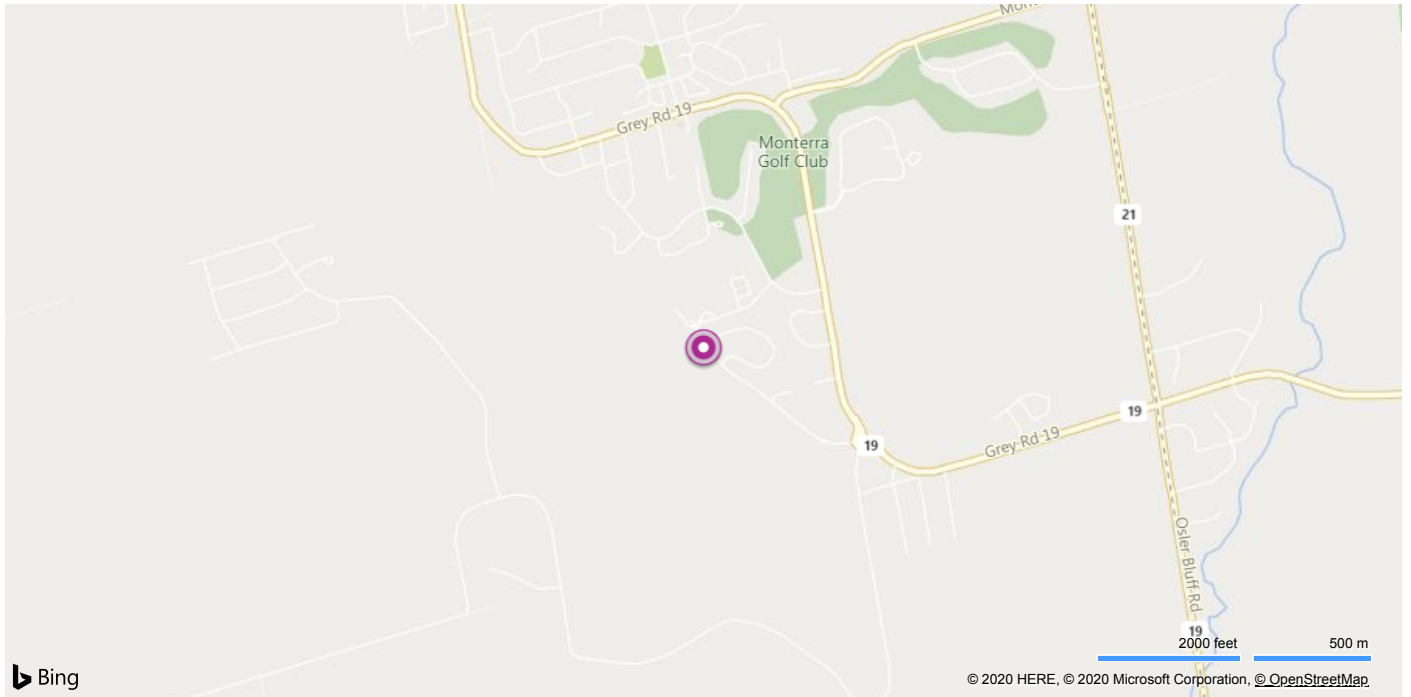 Mon
Grey Rd 19
Monterra
Golf Club
21
19
Grey Rd 19
19
Osler Bluff Rd
19
2000 feet
500 m
Bing
© 2020 HERE, © 2020 Microsoft Corporation, © OpenStreetMap